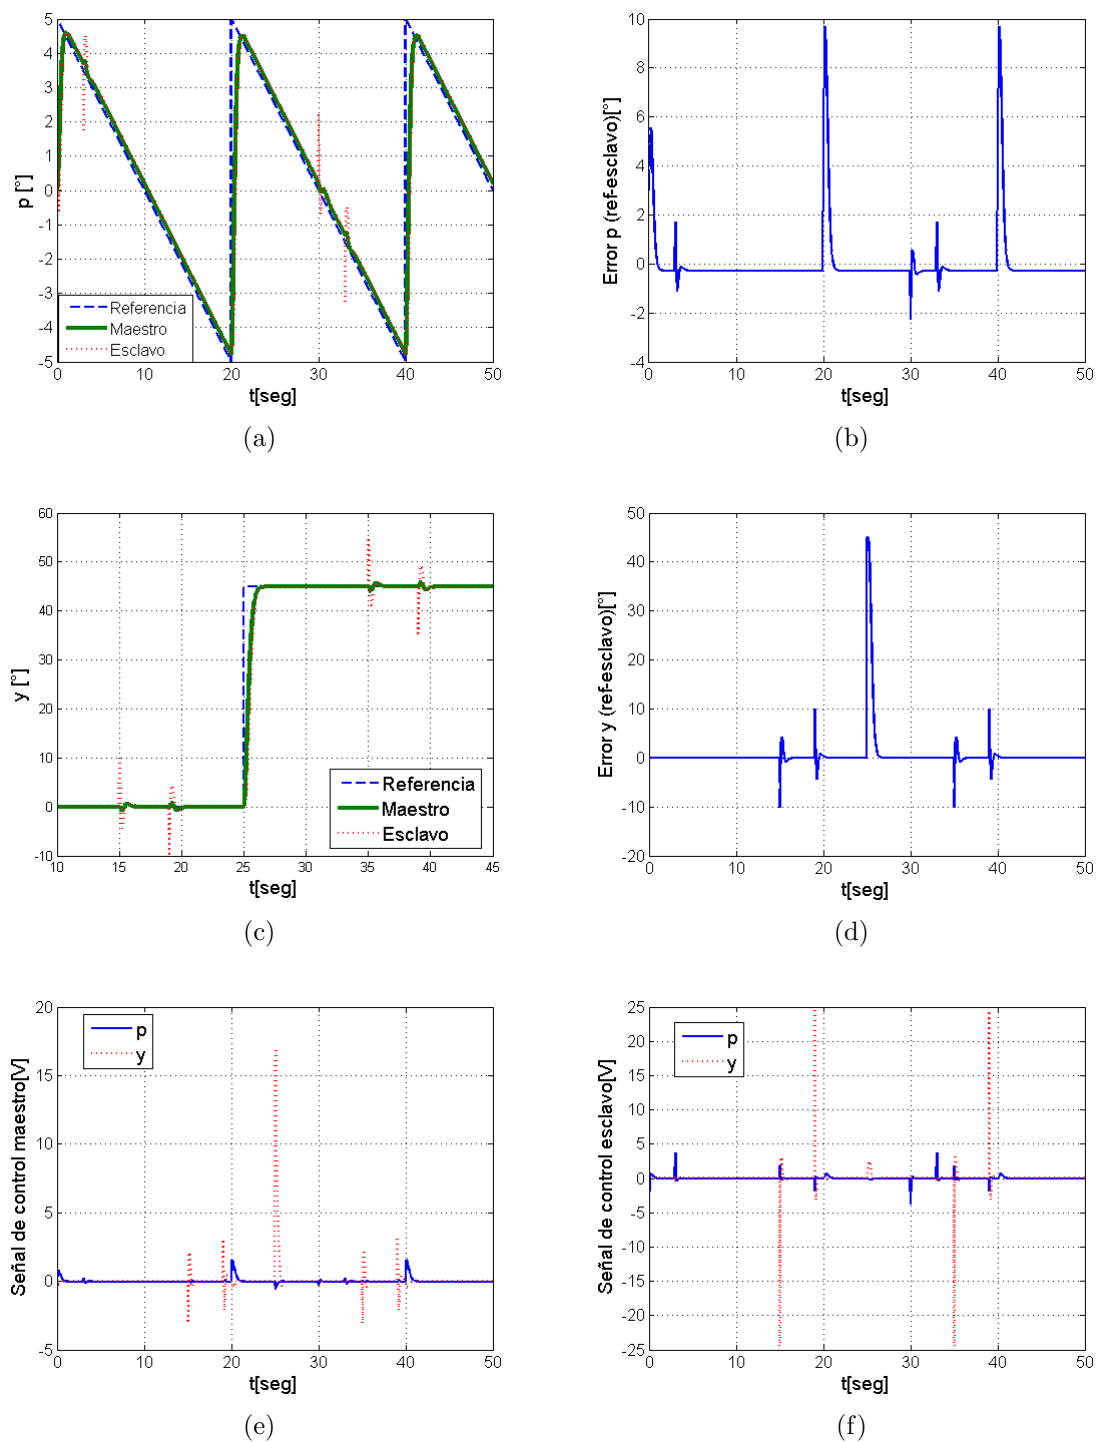 5
4
3
2
1
0
-1
-2
-3
-4
-5
p [°]
Referencia
Maestro
Esclavo
0 10 20 30 40 50
t[seg]
(a)
10
8
6
4
2
0
-2
-4
Error p (ref-esclavo)[°]
0 10 20 30 40 50
t[seg]
(b)
60
50
40
30
20
10
0
-10
y [°]
Referencia
Maestro
Esclavo
10 15 20 25 30 35 40 45
t[seg]
(c)
50
40
30
20
10
0
-10
-20
Error y (ref-esclavo)[°]
0 10 20 30 40 50
t[seg]
(d)
20
15
10
5
0
-5
Señal de control maestro[V]
p
y
0 10 20 30 40 50
t[seg]
(e)
25
20
15
10
5
0
-5
-10
-15
-20
-25
Señal de control esclavo[V]
p
y
0 10 20 30 40 50
t[seg]
(f)